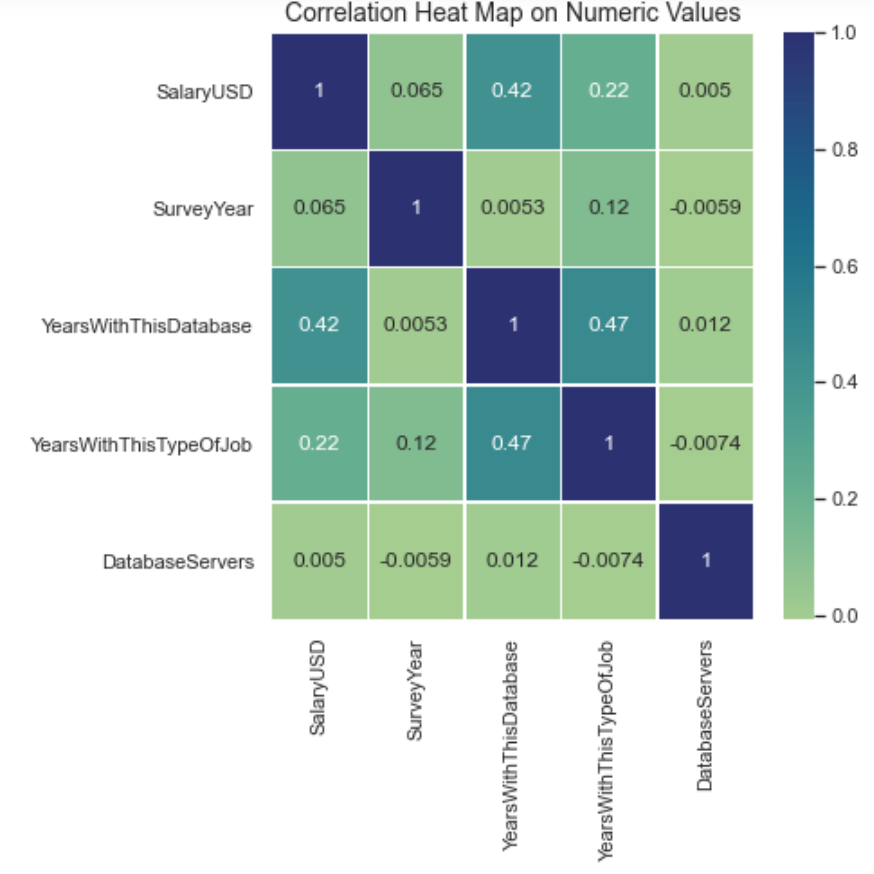 Correlation Heat Map on Numeric Values
SalaryUSD 1 0.065 0.42 0.22 0.005
SurveyYear 0.065 1 0.0053 0.12 -0.0059
YearsWithThisDatabase 0.42 0.0053 1 0.47 0.012
YearsWithThisTypeOfJob 0.22 0.12 0.47 1 -0.0074
DatabaseServers 0.005 -0.0059 0.012 -0.0074 1
SalaryUSD
SurveyYear
YearsWithThisDatabase
YearsWithThisTypeOfJob
DatabaseServers
1.0
0.8
0.6
0.4
0.2
0.0